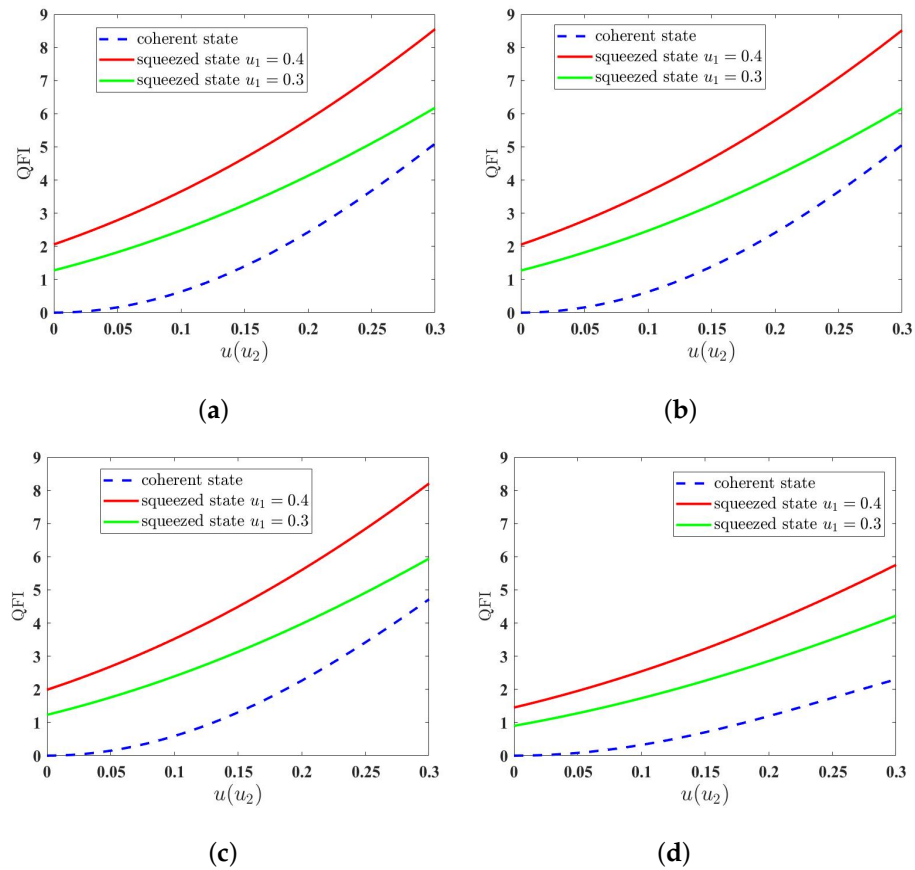 9
8
7
6
5
4
3
2
1
0
QFI
coherent state
squeezed state u₁ = 0.4
squeezed state u₁ = 0.3
0 0.05 0.1 0.15 0.2 0.25 0.3
u(u₂)
(a)
9
8
7
6
5
4
3
2
1
0
QFI
coherent state
squeezed state u₁ = 0.4
squeezed state u₁ = 0.3
0 0.05 0.1 0.15 0.2 0.25 0.3
u(u₂)
(b)
9
8
7
6
5
4
3
2
1
0
QFI
coherent state
squeezed state u₁ = 0.4
squeezed state u₁ = 0.3
0 0.05 0.1 0.15 0.2 0.25 0.3
u(u₂)
(c)
9
8
7
6
5
4
3
2
1
0
QFI
coherent state
squeezed state u₁ = 0.4
squeezed state u₁ = 0.3
0 0.05 0.1 0.15 0.2 0.25 0.3
u(u₂)
(d)